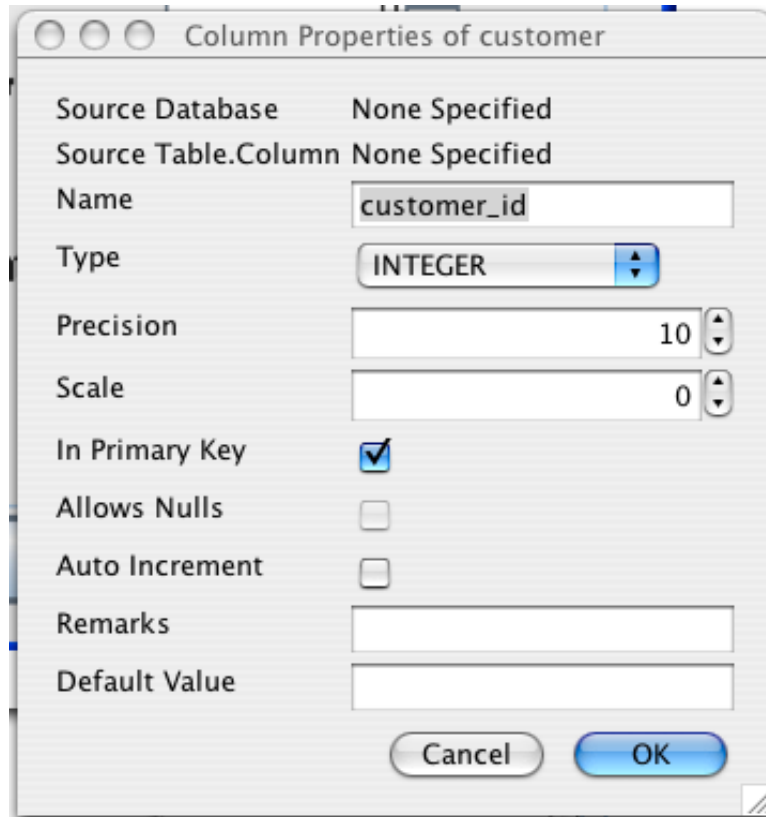 Column Properties of customer
Source Database None Specified
Source Table.Column None Specified
Name customer_id
Type INTEGER
Precision 10
Scale 0
In Primary Key
Allows Nulls
Auto Increment
Remarks
Default Value
Cancel OK